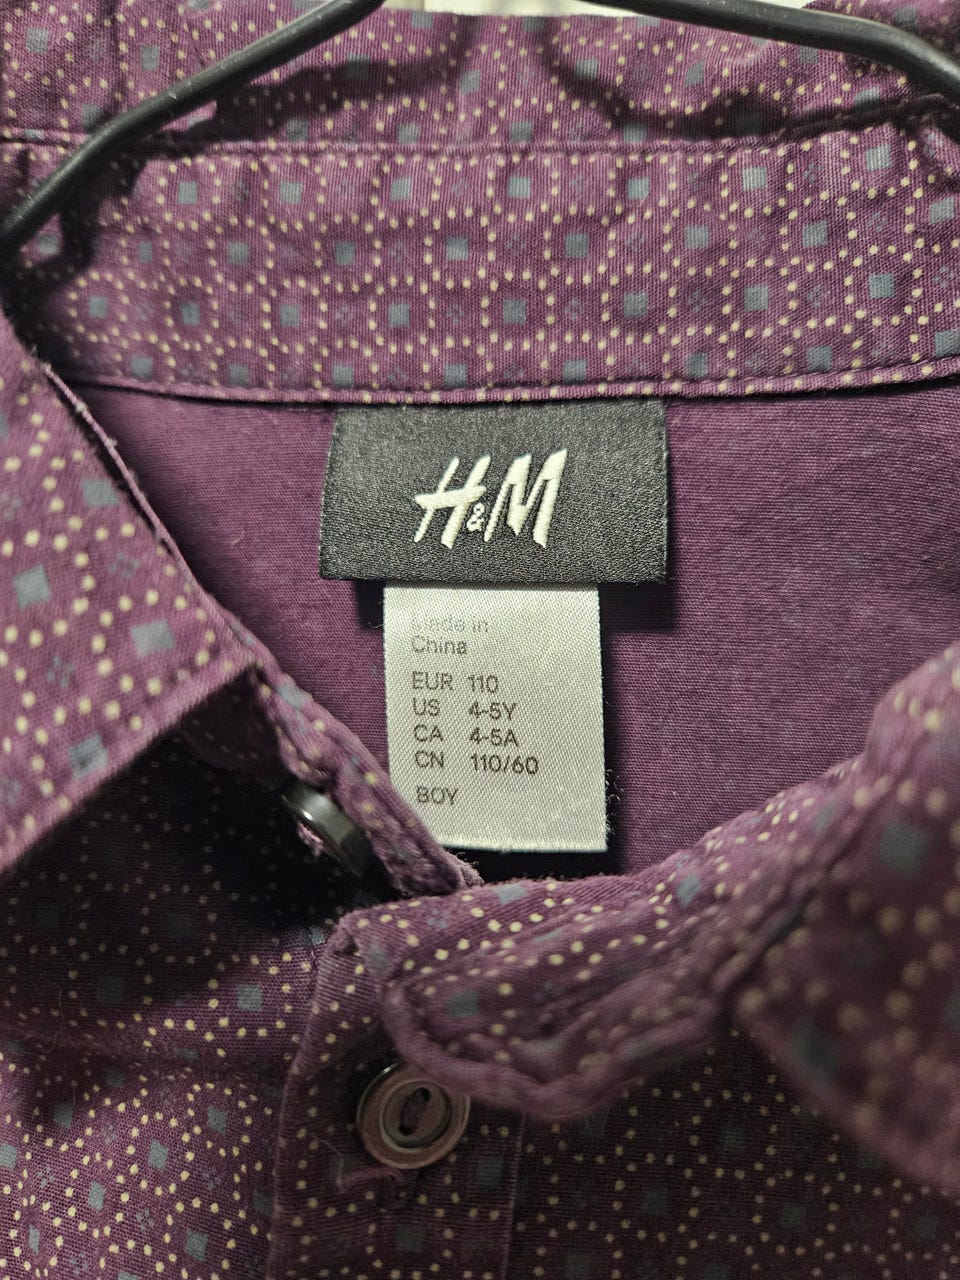 H&M
Made in
China
EUR 110
US 4-5Y
CA 4-5A
CN 110/60
BOY